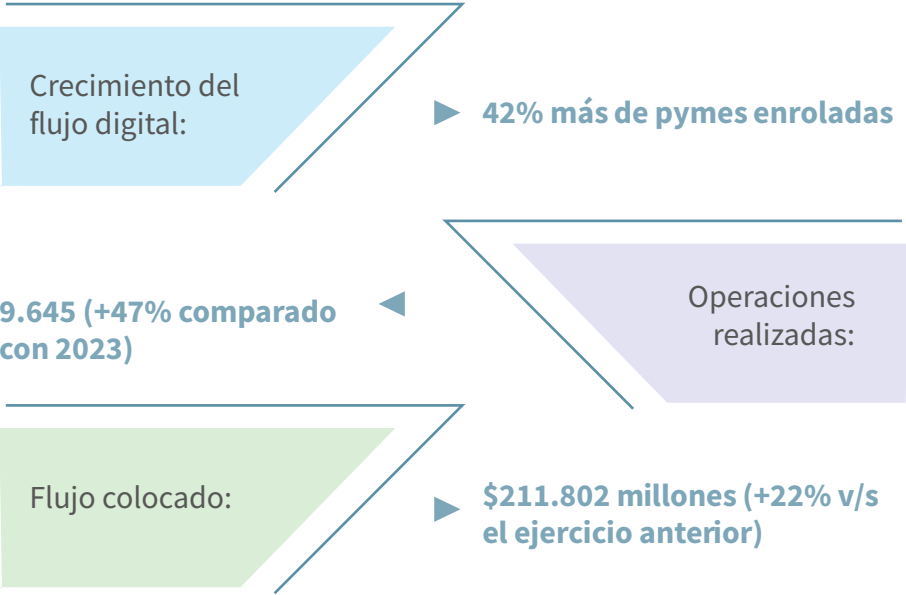 Crecimiento del
flujo digital:
42% más de pymes enroladas
Operaciones
realizadas:
9.645 (+47% comparado
con 2023)
Flujo colocado:
$211.802 millones (+22% v/s
el ejercicio anterior)